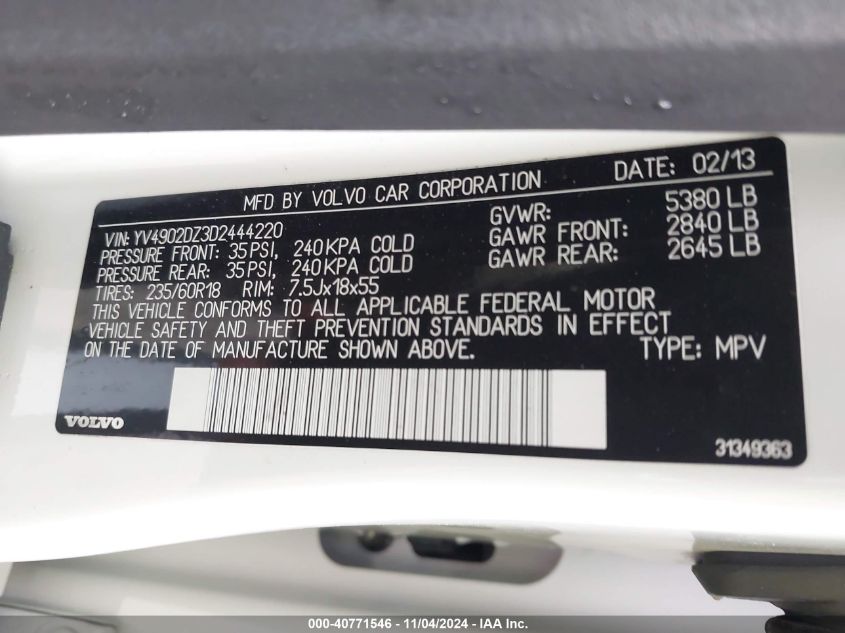 MFD BY VOLVO CAR CORPORATION DATE: 02/13
VIN: YV4902DZ3D2444220 GVWR: 5380 LB
PRESSURE FRONT: 35 PSI, 240 KPA COLD GAWR FRONT: 2840 LB
PRESSURE REAR: 35 PSI, 240 KPA COLD GAWR REAR: 2645 LB
TIRES: 235/60R18 RIM: 7.5Jx18x55
THIS VEHICLE CONFORMS TO ALL APPLICABLE FEDERAL MOTOR
VEHICLE SAFETY AND THEFT PREVENTION STANDARDS IN EFFECT
ON THE DATE OF MANUFACTURE SHOWN ABOVE. TYPE: MPV
VOLVO 31349363
000-40771546 - 11/04/2024 - IAA Inc.